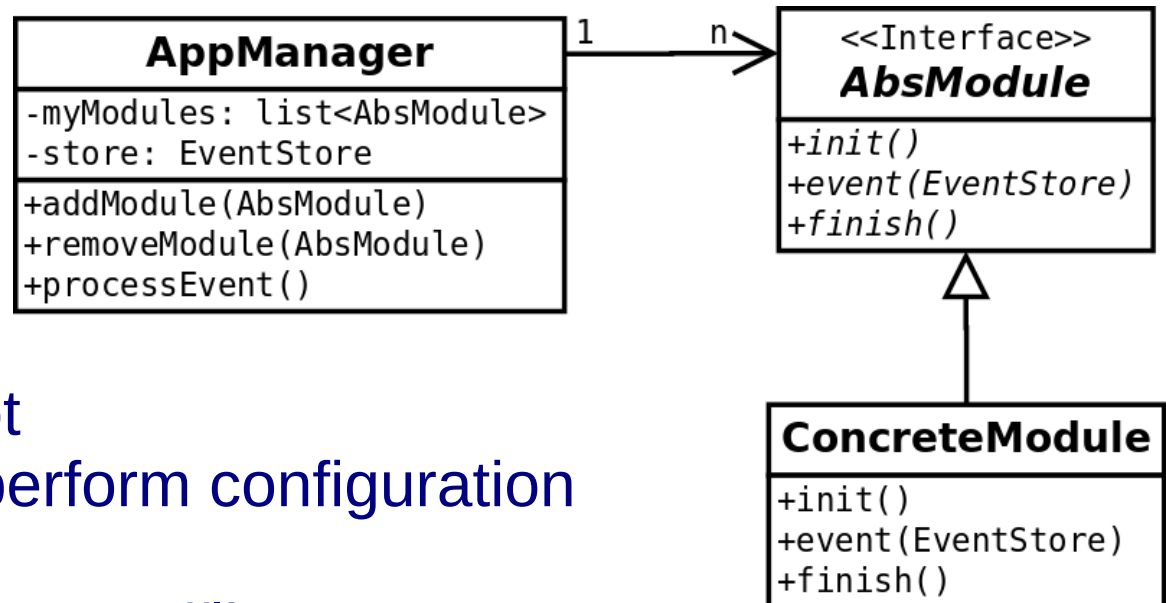 AppManager
-myModules: list<AbsModule>
-store: EventStore
+addModule(AbsModule)
+removeModule(AbsModule)
+processEvent()
1
n
<<Interface>>
AbsModule
+init()
+event(EventStore)
+finish()
ConcreteModule
+init()
+event(EventStore)
+finish()
perform configuration